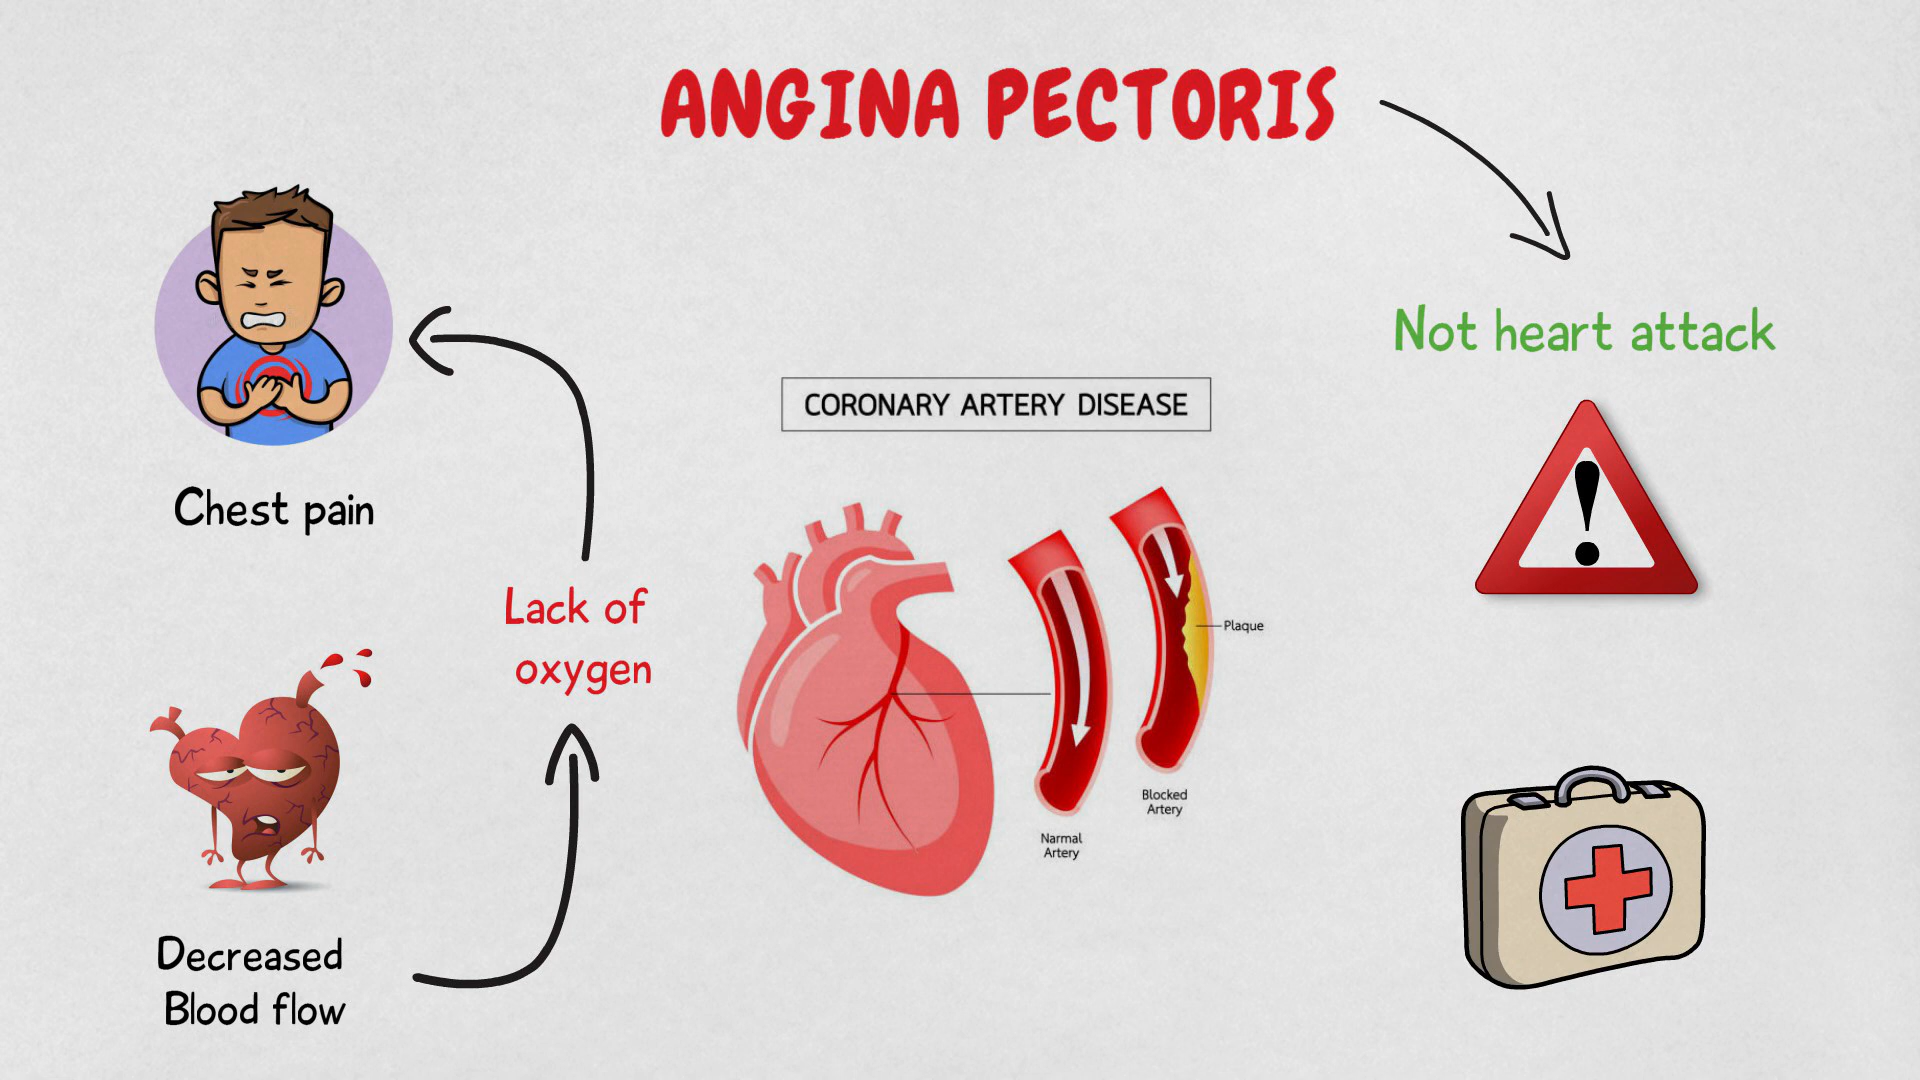 ANGINA PECTORIS
Not heart attack
CORONARY ARTERY DISEASE
Chest pain
Lack of
oxygen
Plaque
Blocked
Artery
Narmal
Artery
Decreased
Blood flow